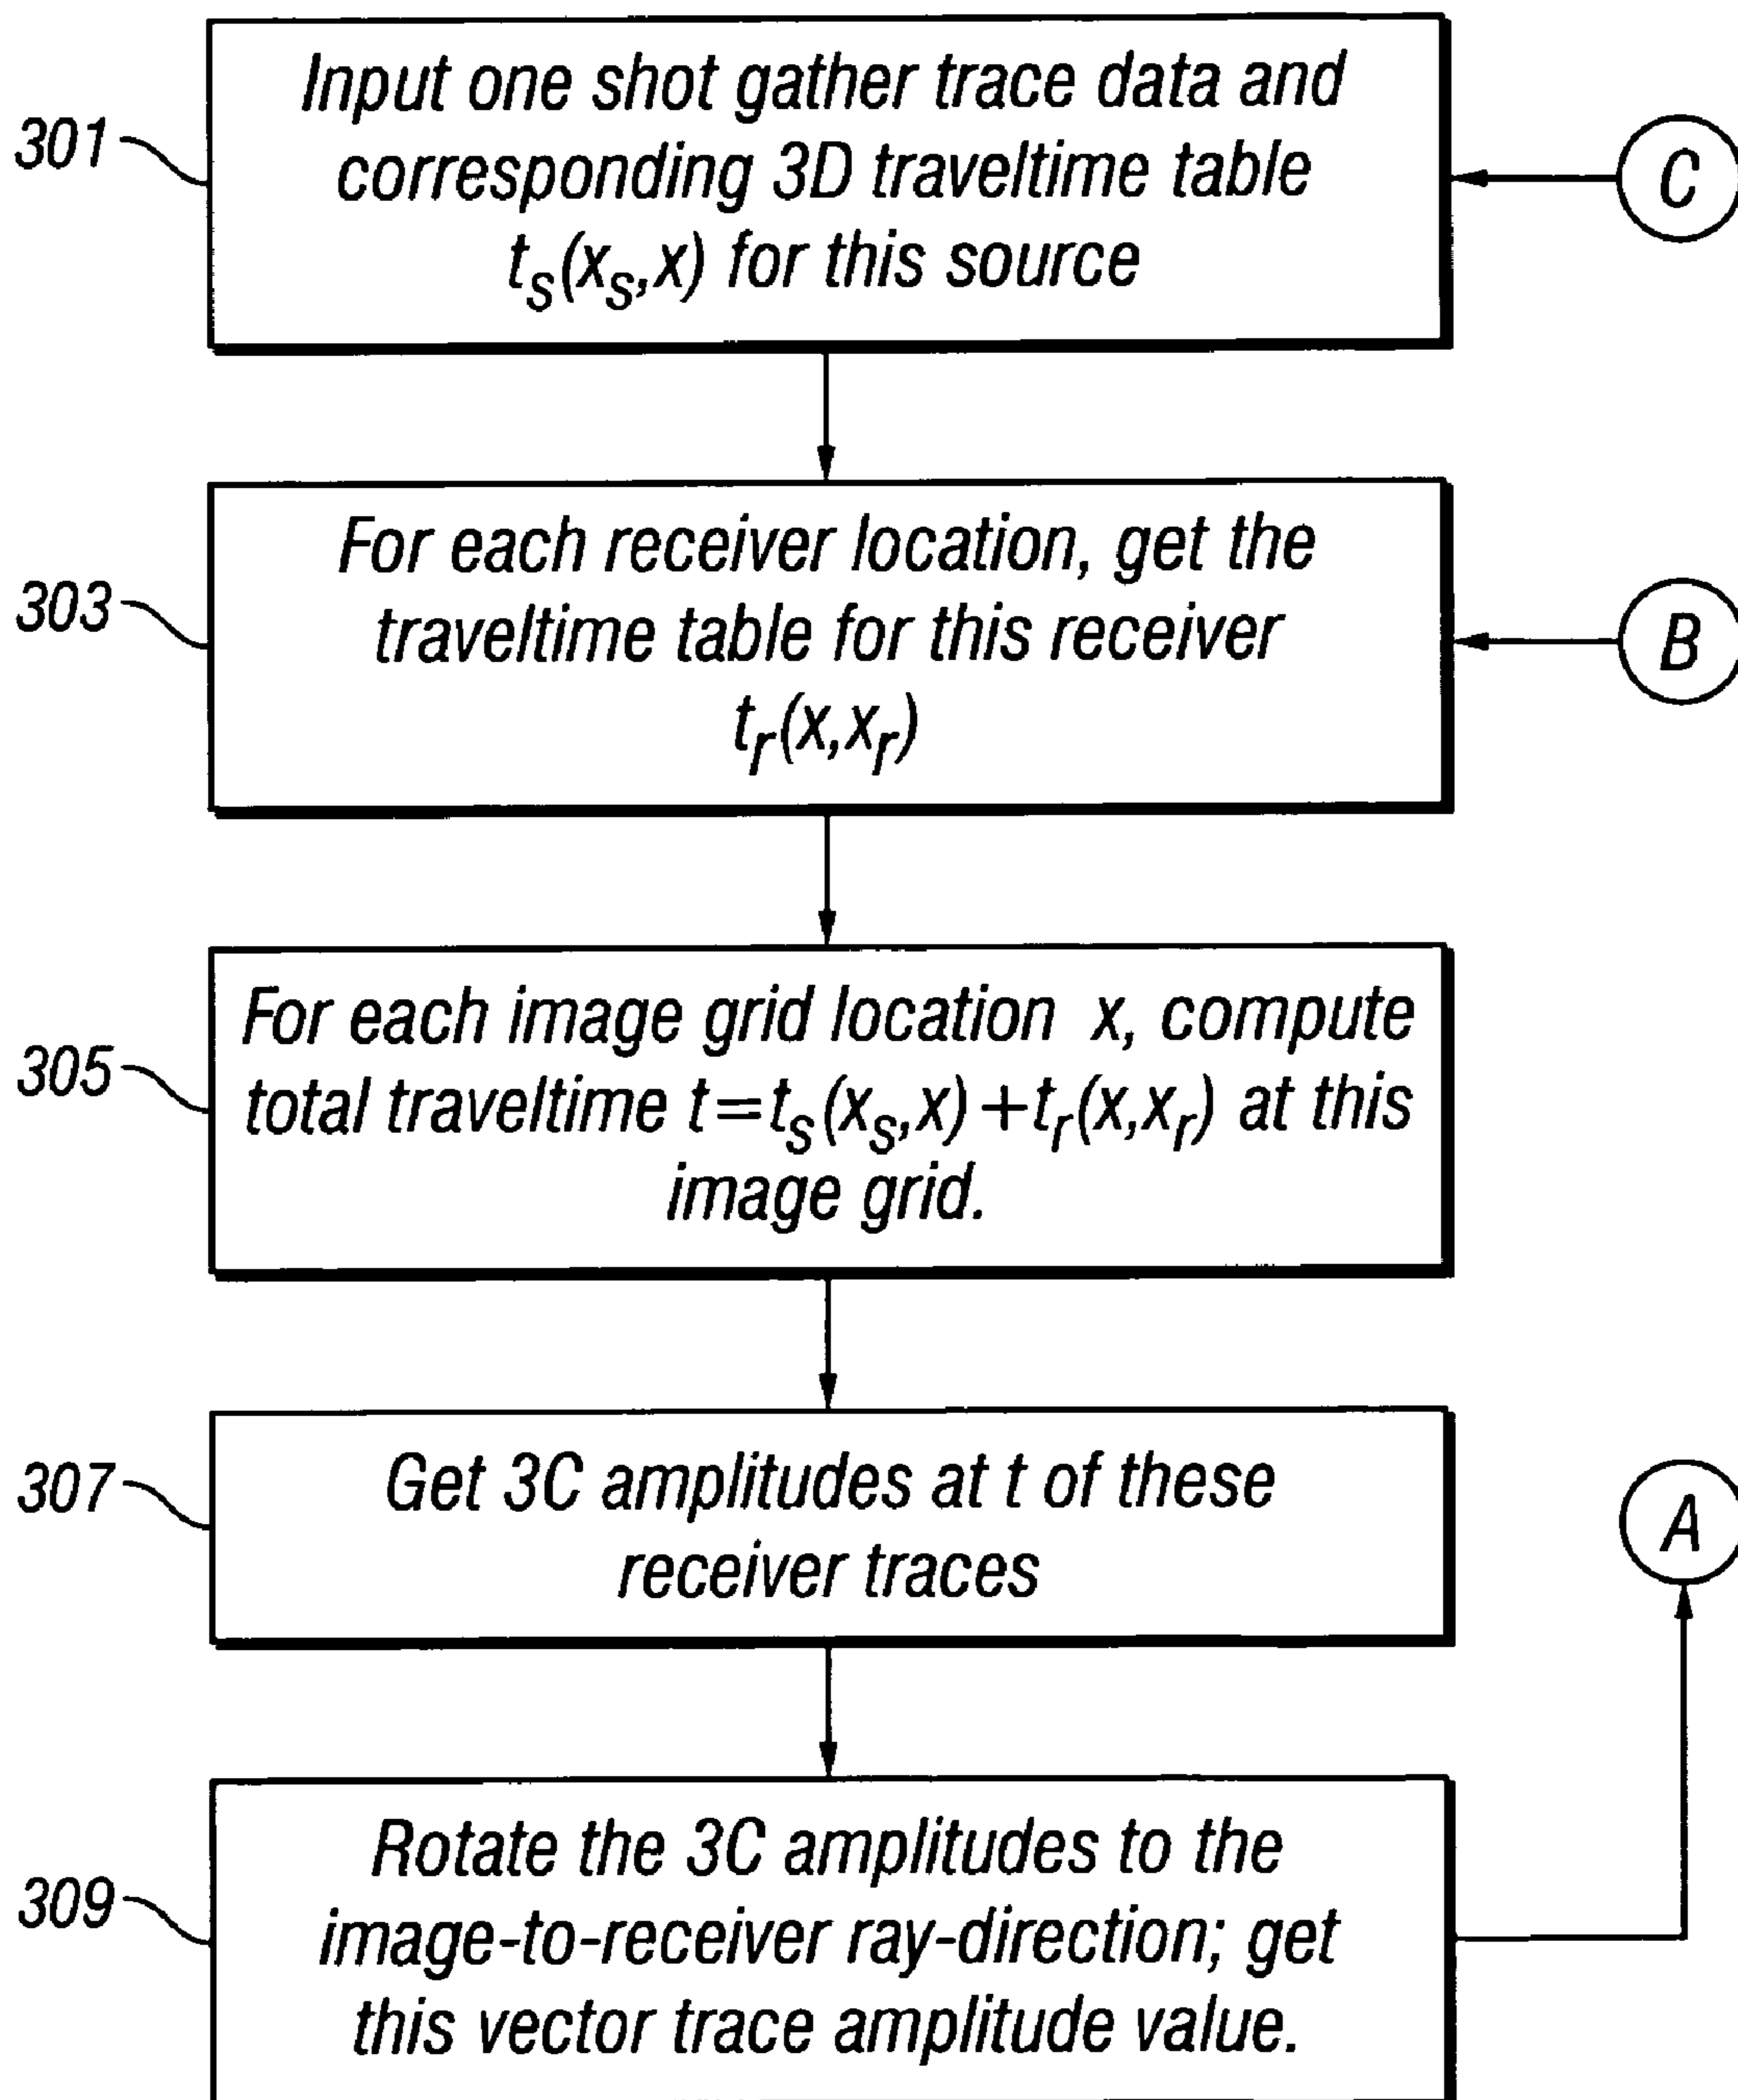 301
Input one shot gather trace data and
corresponding 3D traveltime table
tₛ(xₛ,x) for this source
C
303
For each receiver location, get the
traveltime table for this receiver
tᵣ(x,xᵣ)
B
305
For each image grid location x, compute
total traveltime t=tₛ(xₛ,x)+tᵣ(x,xᵣ) at this
image grid.
307
Get 3C amplitudes at t of these
receiver traces
A
309
Rotate the 3C amplitudes to the
image-to-receiver ray-direction; get
this vector trace amplitude value.